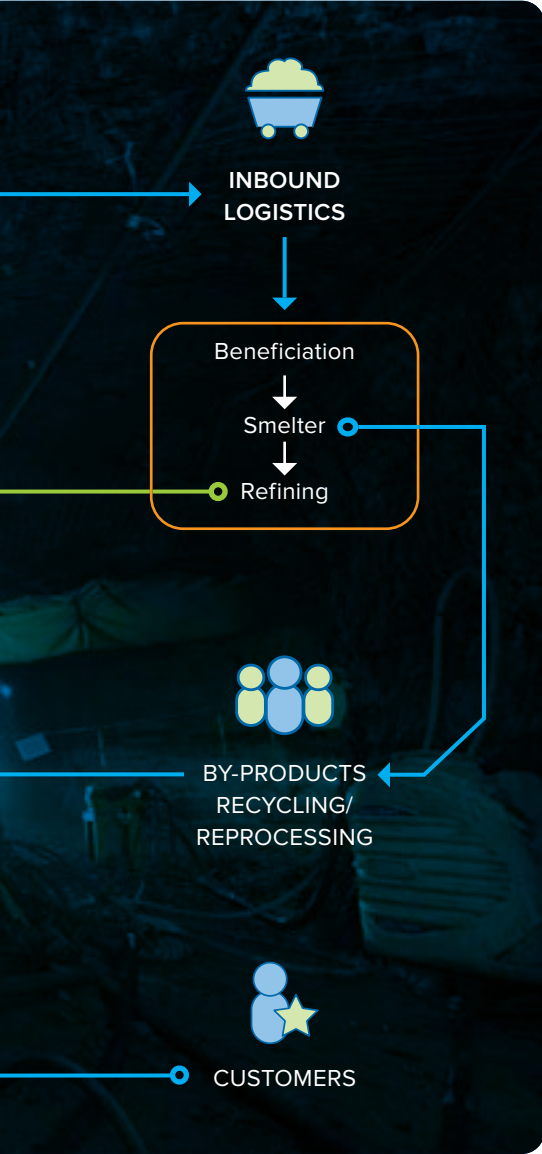 INBOUND
LOGISTICS
Beneficiation
Smelter
Refining
BY-PRODUCTS
RECYCLING/
REPROCESSING
CUSTOMERS